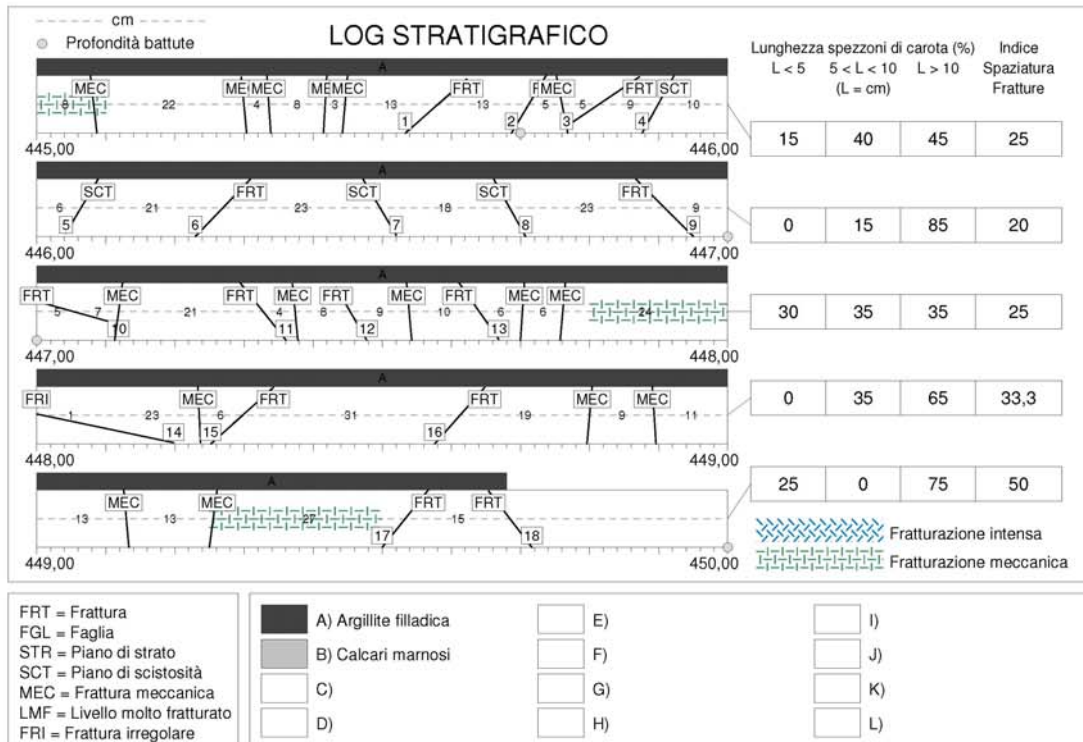 cm
Profondità battute
LOG STRATIGRAFICO
Lunghezza spezzoni di carota (%)
L < 5
5 < L < 10
L > 10
(L = cm)
Indice
Spaziatura
Fratture
A
MEC MEC MEC MEC MEC FRT MEC FRT SCT
8 22 4 8 3 13 13 5 5 9 10
1 2 3 4
445,00 446,00
15 40 45 25
A
SCT FRT SCT SCT FRT
6 21 23 18 23 9
5 6 7 8 9
446,00 447,00
0 15 85 20
A
FRT MEC FRT MEC FRT MEC FRT MEC MEC
5 7 21 4 6 9 10 6 6 24
10 11 12 13
447,00 448,00
30 35 35 25
A
FRI MEC FRT FRT MEC MEC
1 23 6 31 19 9 11
14 15 16
448,00 449,00
0 35 65 33,3
A
MEC MEC FRT FRT
13 13 27 15
17 18
449,00 450,00
25 0 75 50
Fratturazione intensa
Fratturazione meccanica
FRT = Frattura
FGL = Faglia
STR = Piano di strato
SCT = Piano di scistosità
MEC = Frattura meccanica
LMF = Livello molto fratturato
FRI = Frattura irregolare
A) Argillite filladica
B) Calcari marnosi
C)
D)
E)
F)
G)
H)
I)
J)
K)
L)